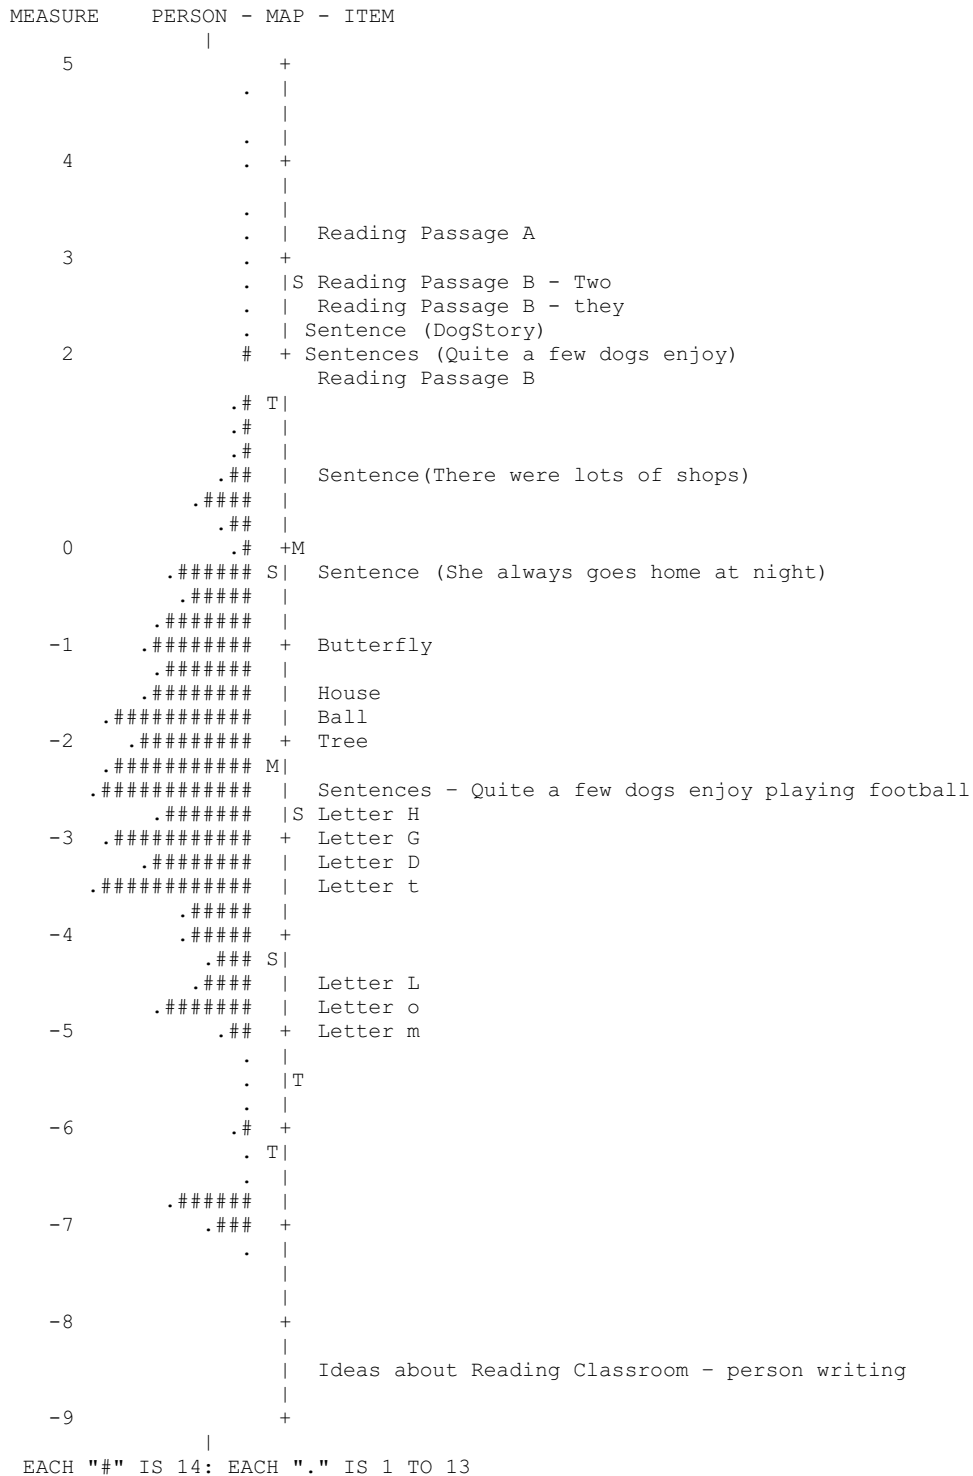 MEASURE    PERSON - MAP - ITEM
               |
    5                 +
                   .  |
                      |
                   .  |
    4              .  +
                      |
                   .  |
                   .  |  Reading Passage A
    3              .  +
                   .  |S Reading Passage B - Two
                   .  |  Reading Passage B - they
                   .  | Sentence (DogStory)
    2              #  + Sentences (Quite a few dogs enjoy)
                         Reading Passage B
                  .# T|
                  .#  |
                  .#  |
                 .##  |  Sentence(There were lots of shops)
               .####  |
                 .##  |
    0             .#  +M
             .###### S|  Sentence (She always goes home at night)
              .#####  |
            .#######  |
   -1      .########  +  Butterfly
            .#######  |
           .########  |  House
        .###########  |  Ball
   -2     .#########  +  Tree
        .########### M|
       .############  |  Sentences – Quite a few dogs enjoy playing football
            .#######  |S Letter H
   -3   .###########  +  Letter G
           .########  |  Letter D
       .############  |  Letter t
              .#####  |
   -4         .#####  +
                .### S|
               .####  |  Letter L
            .#######  |  Letter o
   -5            .##  +  Letter m
                   .  |
                   .  |T
                   .  |
   -6             .#  +
                   . T|
                   .  |
             .######  |
   -7           .###  +
                   .  |
                      |
                      |
   -8                 +
                      |
                      |  Ideas about Reading Classroom – person writing
                      |
   -9                 +
               |
 EACH "#" IS 14: EACH "." IS 1 TO 13